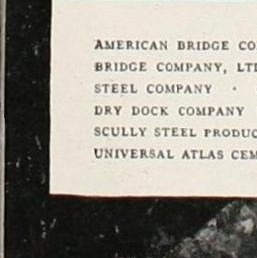 AMERICAN BRIDGE CO
BRIDGE COMPANY, LTD
STEEL COMPANY ·
DRY DOCK COMPANY
SCULLY STEEL PRODUC
UNIVERSAL ATLAS CEM